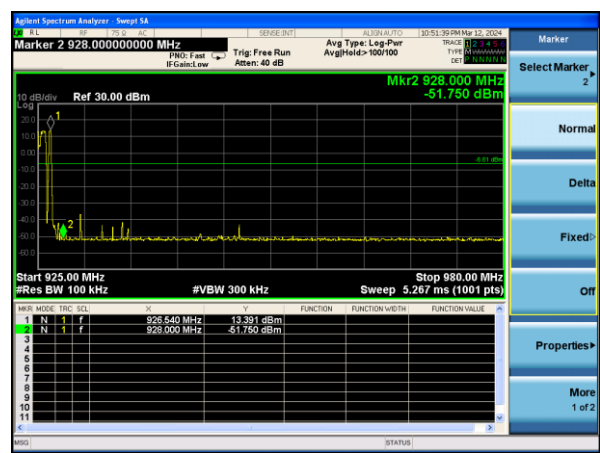 Agilent Spectrum Analyzer - Swept SA
RL RF 75 Ω AC SENSE:INT ALIGN AUTO 10:51:39 PM Mar 12, 2024
Marker 2 928.000000000 MHz
PNO: Fast
IFGain:Low
Trig: Free Run
Atten: 40 dB
Avg Type: Log-Pwr
Avg|Hold:>100/100
TRACE 1 2 3 4 5 6
TYPE
DET P N N N N N
Mkr2 928.000 MHz
-51.750 dBm
10 dB/div Ref 30.00 dBm
Log
20.0
10.0
0.00
-10.0
-20.0
-30.0
-40.0
-50.0
-60.0
1
2
-6.61 dBm
Start 925.00 MHz Stop 980.00 MHz
#Res BW 100 kHz #VBW 300 kHz Sweep 5.267 ms (1001 pts)
MKR MODE TRC SCL X Y FUNCTION FUNCTION WIDTH FUNCTION VALUE
1 N 1 f 926.540 MHz 13.391 dBm
2 N 1 f 928.000 MHz -51.750 dBm
3
4
5
6
7
8
9
10
11
MSG STATUS
Marker
Select Marker
2
Normal
Delta
Fixed
Off
Properties
More
1 of 2